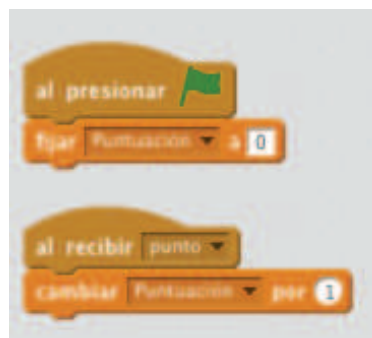 al presionar
fijar Puntuación a 0
al recibir punto
cambiar Puntuación por 1